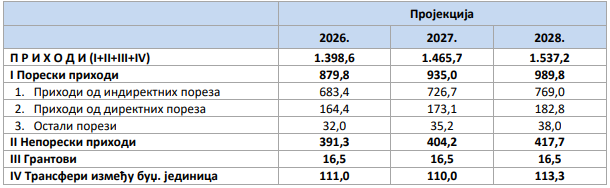 Пројекција
2026. 2027. 2028.
П Р И Х О Д И (I+II+III+IV) 1.398,6 1.465,7 1.537,2
I Порески приходи 879,8 935,0 989,8
1. Приходи од индиректних пореза 683,4 726,7 769,0
2. Приходи од директних пореза 164,4 173,1 182,8
3. Остали порези 32,0 35,2 38,0
II Непорески приходи 391,3 404,2 417,7
III Грантови 16,5 16,5 16,5
IV Трансфери између буџ. јединица 111,0 110,0 113,3